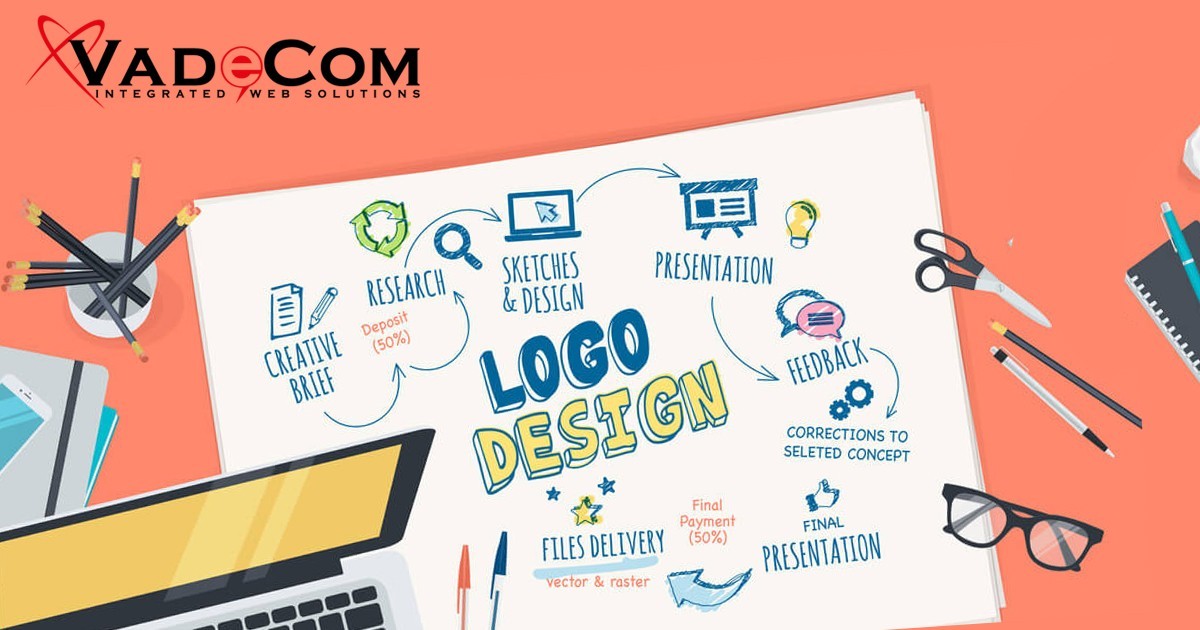 VADeCOM
INTEGRATED WEB SOLUTIONS
CREATIVE
BRIEF
RESEARCH
Deposit
(50%)
SKETCHES
& DESIGN
PRESENTATION
LOGO
DESIGN
FEEDBACK
CORRECTIONS TO
SELETED CONCEPT
FINAL
PRESENTATION
Final
Payment
(50%)
FILES DELIVERY
vector & raster